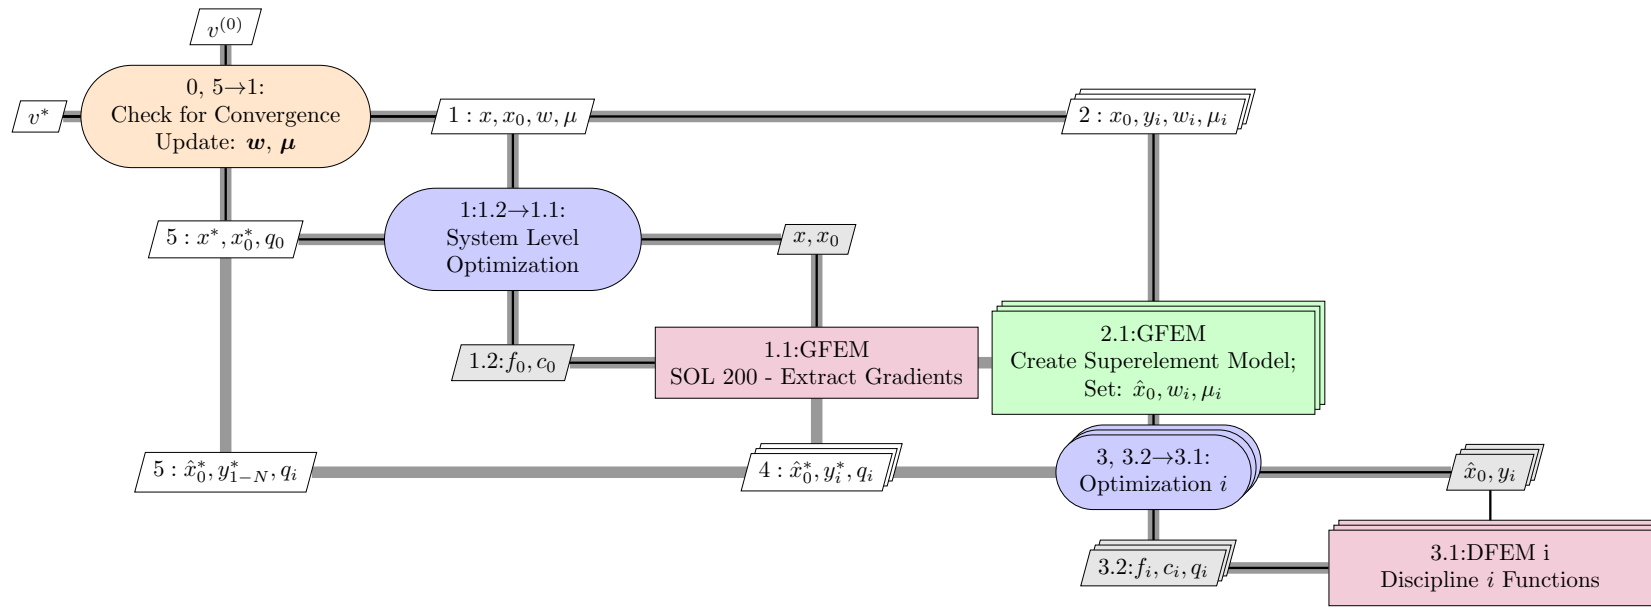 v^{(0)}
0, 5→1:
Check for Convergence
Update: w, μ
v*
1 : x, x_0, w, μ
2 : x_0, y_i, w_i, μ_i
5 : x*, x_0^*, q_0
1:1.2→1.1:
System Level
Optimization
x, x_0
1.2:f_0, c_0
1.1:GFEM
SOL 200 - Extract Gradients
2.1:GFEM
Create Superelement Model;
Set: x̂_0, w_i, μ_i
5 : x̂_0^*, y_{1−N}^*, q_i
4 : x̂_0^*, y_i^*, q_i
3, 3.2→3.1:
Optimization i
x̂_0, y_i
3.2:f_i, c_i, q_i
3.1:DFEM i
Discipline i Functions